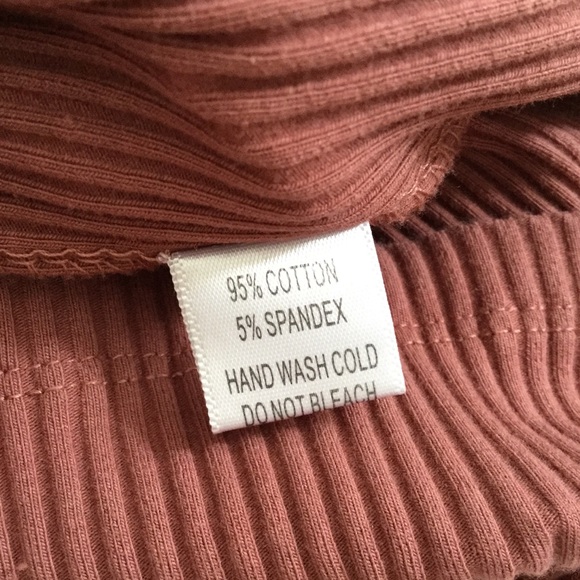 95% COTTON
5% SPANDEX
HAND WASH COLD
DO NOT BLEACH